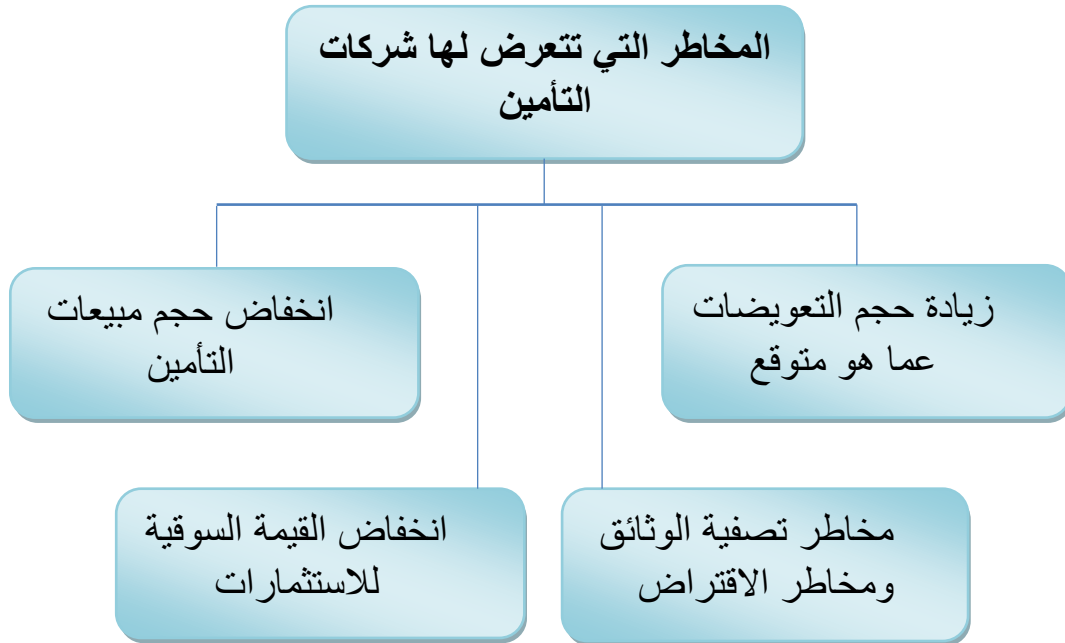 المخاطر التي تتعرض لها شركات
التأمين
زيادة حجم التعويضات
عما هو متوقع
انخفاض حجم مبيعات
التأمين
مخاطر تصفية الوثائق
ومخاطر الاقتراض
انخفاض القيمة السوقية
للاستثمارات